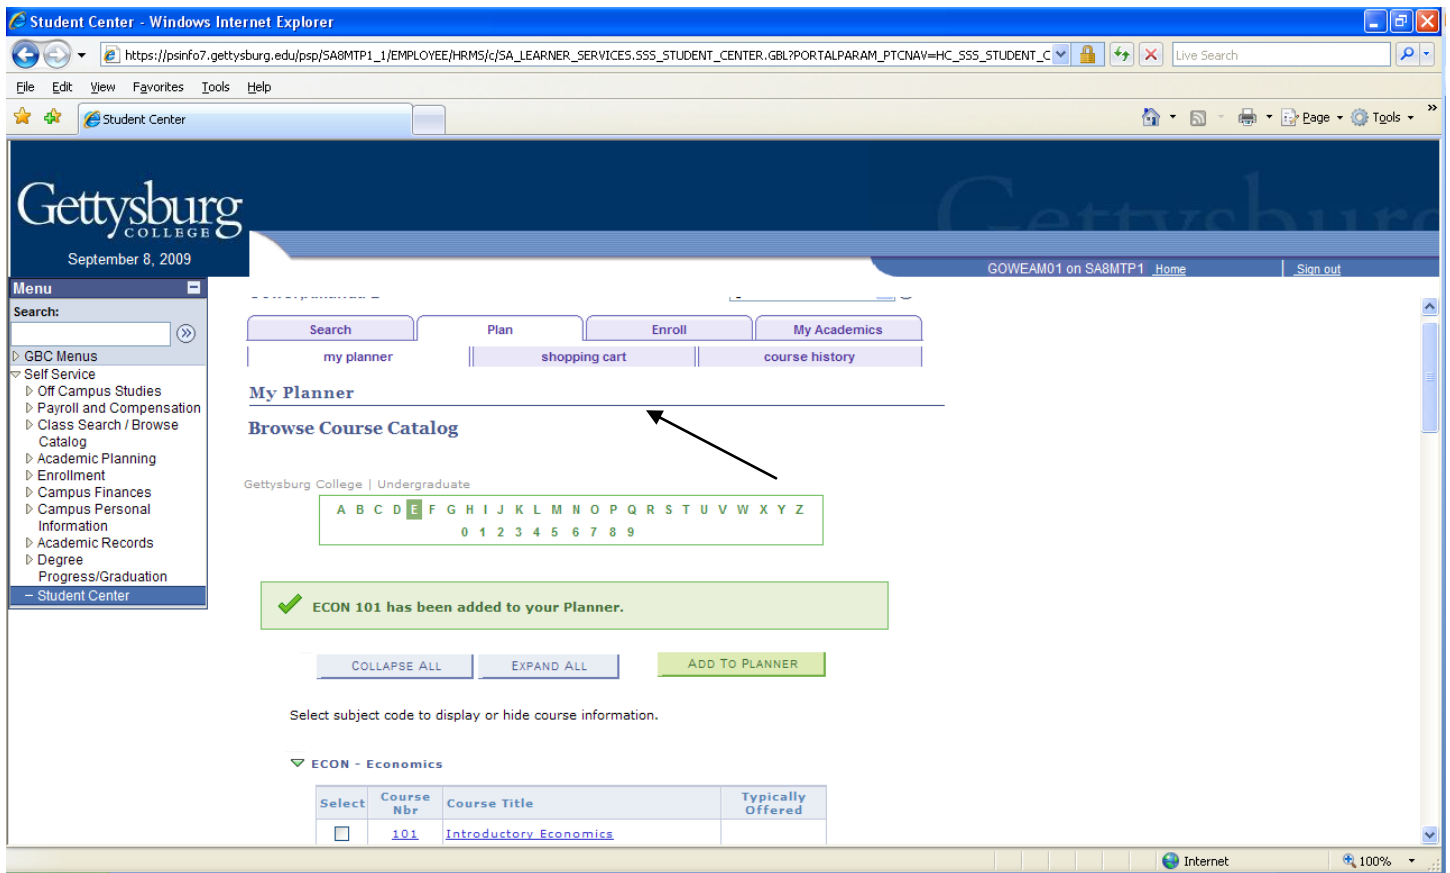 Student Center - Windows Internet Explorer
https://psinfo7.gettysburg.edu/psp/SA8MTP1_1/EMPLOYEE/HRMS/c/SA_LEARNER_SERVICES.SSS_STUDENT_CENTER.GBL?PORTALPARAM_PTCNAV=HC_SSS_STUDENT_C
Live Search
File Edit View Favorites Tools Help
Student Center
Page Tools
Gettysburg
COLLEGE
Gettysburg
September 8, 2009
GOWEAM01 on SA8MTP1 Home Sign out
Menu
Search:
GBC Menus
Self Service
Off Campus Studies
Payroll and Compensation
Class Search / Browse
Catalog
Academic Planning
Enrollment
Campus Finances
Campus Personal
Information
Academic Records
Degree
Progress/Graduation
Student Center
Search Plan Enroll My Academics
my planner shopping cart course history
My Planner
Browse Course Catalog
Gettysburg College | Undergraduate
A B C D E F G H I J K L M N O P Q R S T U V W X Y Z
0 1 2 3 4 5 6 7 8 9
ECON 101 has been added to your Planner.
COLLAPSE ALL EXPAND ALL ADD TO PLANNER
Select subject code to display or hide course information.
ECON - Economics
Select Course Nbr Course Title Typically Offered
101 Introductory Economics
Internet 100%